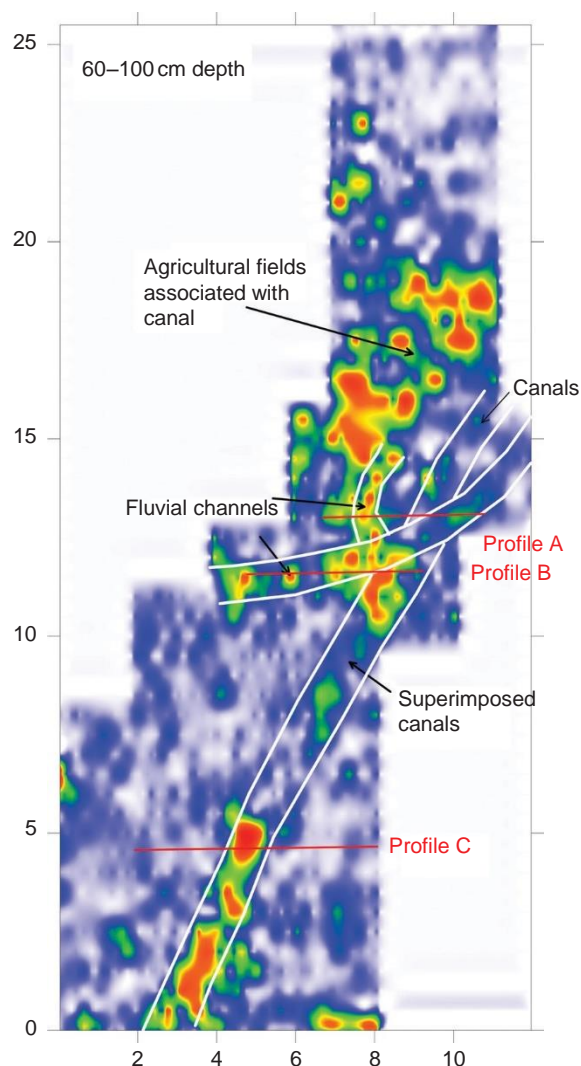 25
60–100 cm depth
20
Agricultural fields
associated with
canal
Canals
15
Fluvial channels
Profile A
Profile B
10
Superimposed
canals
5
Profile C
0
2
4
6
8
10